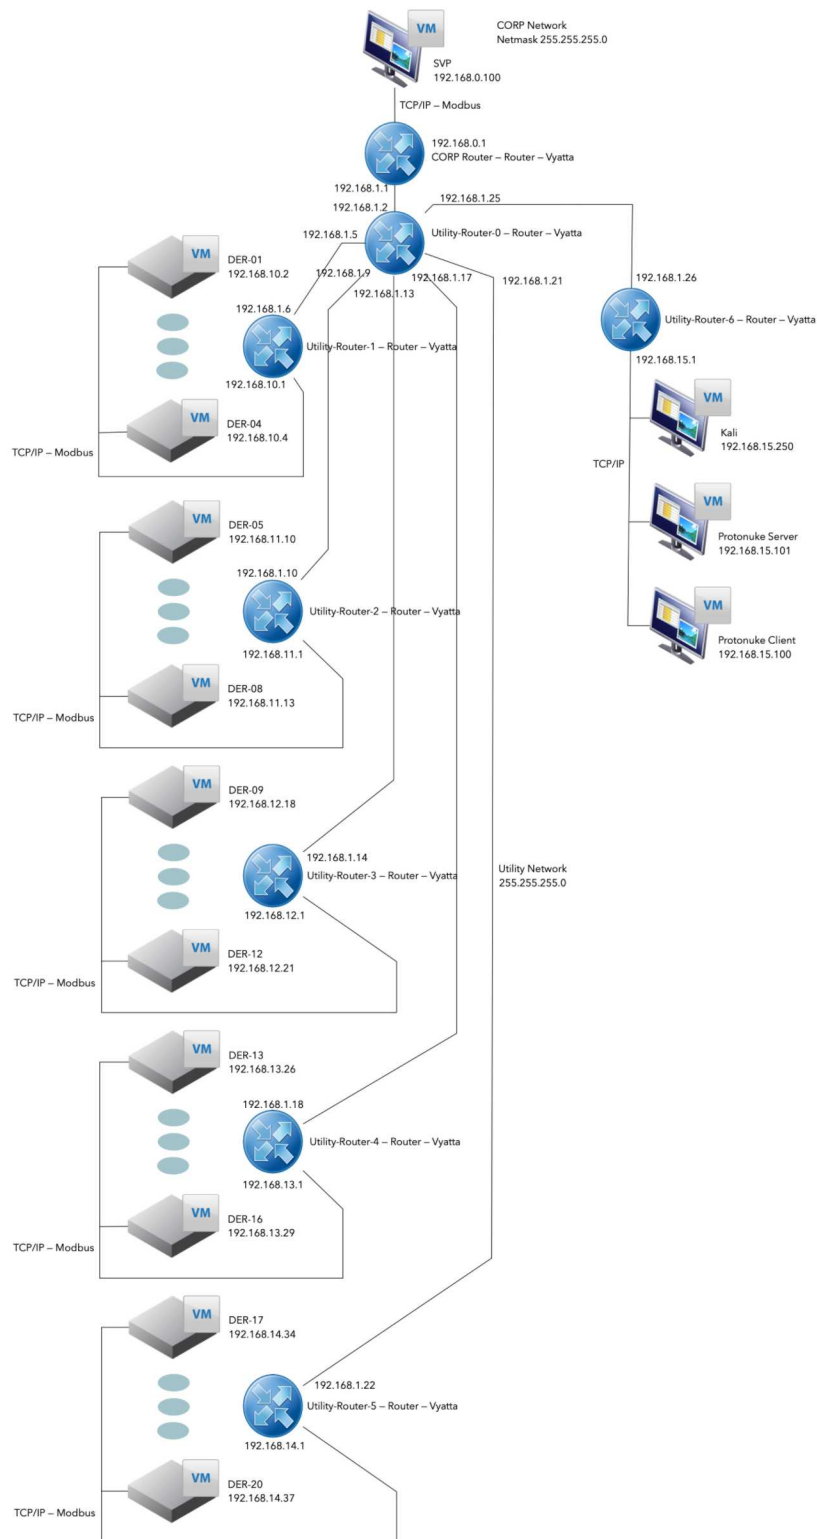 VM
CORP Network
Netmask 255.255.255.0
SVP
192.168.0.100
TCP/IP – Modbus
192.168.0.1
CORP Router – Router – Vyatta
192.168.1.1
192.168.1.2
192.168.1.25
Utility-Router-0 – Router – Vyatta
192.168.1.5
192.168.1.9
192.168.1.13
192.168.1.17
192.168.1.21
VM
DER-01
192.168.10.2
192.168.1.6
Utility-Router-1 – Router – Vyatta
192.168.10.1
VM
DER-04
192.168.10.4
TCP/IP – Modbus
192.168.1.26
Utility-Router-6 – Router – Vyatta
192.168.15.1
VM
Kali
192.168.15.250
TCP/IP
VM
Protonuke Server
192.168.15.101
VM
Protonuke Client
192.168.15.100
VM
DER-05
192.168.11.10
192.168.1.10
Utility-Router-2 – Router – Vyatta
192.168.11.1
VM
DER-08
192.168.11.13
TCP/IP – Modbus
VM
DER-09
192.168.12.18
192.168.1.14
Utility-Router-3 – Router – Vyatta
192.168.12.1
Utility Network
255.255.255.0
VM
DER-12
192.168.12.21
TCP/IP – Modbus
VM
DER-13
192.168.13.26
192.168.1.18
Utility-Router-4 – Router – Vyatta
192.168.13.1
VM
DER-16
192.168.13.29
TCP/IP – Modbus
VM
DER-17
192.168.14.34
192.168.1.22
Utility-Router-5 – Router – Vyatta
192.168.14.1
VM
DER-20
192.168.14.37
TCP/IP – Modbus